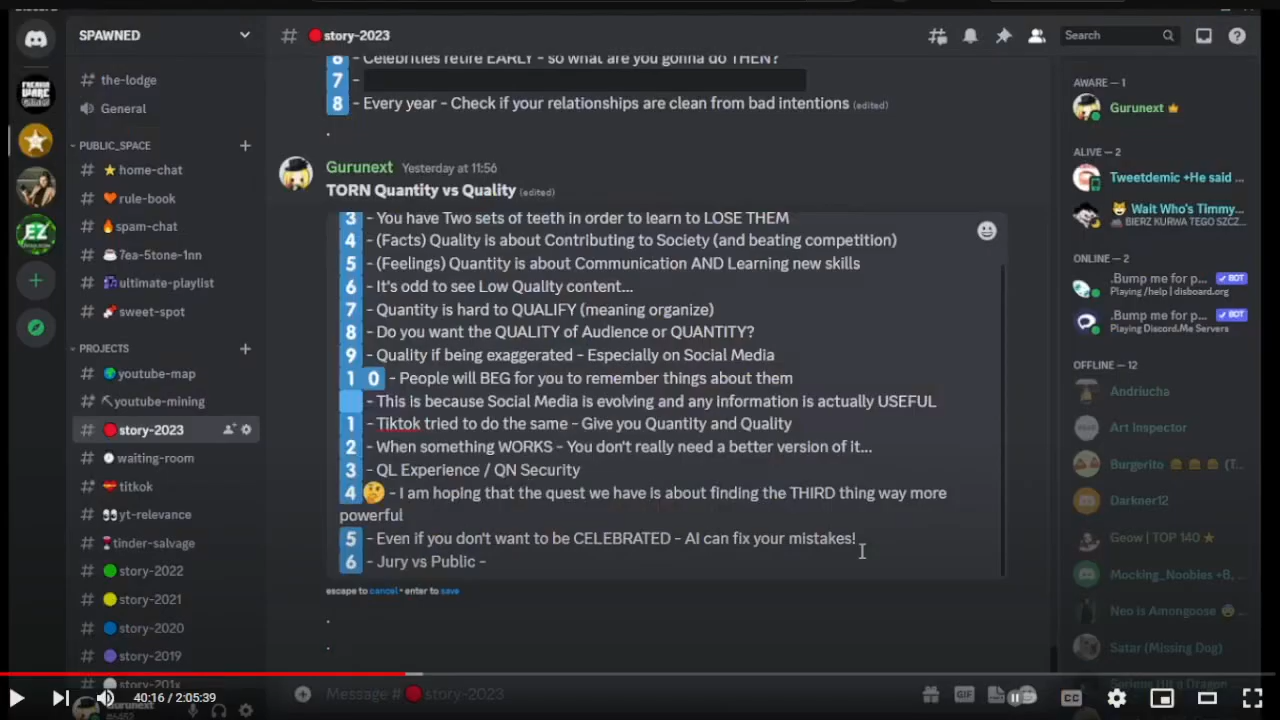 SPAWNED
the-lodge
General
PUBLIC_SPACE
home-chat
rule-book
spam-chat
7ea-5tone-1nn
ultimate-playlist
sweet-spot
PROJECTS
youtube-map
youtube-mining
story-2023
waiting-room
titkok
yt-relevance
tinder-salvage
story-2022
story-2021
story-2020
story-2019
story-201x
Gurunext
#6452
story-2023
Search
6 - Celebrities retire EARLY - so what are you gonna do THEN?
7 -
8 - Every year - Check if your relationships are clean from bad intentions (edited)
.
Gurunext Yesterday at 11:56
TORN Quantity vs Quality (edited)
3 - You have Two sets of teeth in order to learn to LOSE THEM
4 - (Facts) Quality is about Contributing to Society (and beating competition)
5 - (Feelings) Quantity is about Communication AND Learning new skills
6 - It's odd to see Low Quality content...
7 - Quantity is hard to QUALIFY (meaning organize)
8 - Do you want the QUALITY of Audience or QUANTITY?
9 - Quality if being exaggerated - Especially on Social Media
1 0 - People will BEG for you to remember things about them
- This is because Social Media is evolving and any information is actually USEFUL
1 - Tiktok tried to do the same - Give you Quantity and Quality
2 - When something WORKS - You don't really need a better version of it...
3 - QL Experience / QN Security
4 🤔 - I am hoping that the quest we have is about finding the THIRD thing way more
powerful
5 - Even if you don't want to be CELEBRATED - AI can fix your mistakes!
6 - Jury vs Public -
escape to cancel • enter to save
.
.
Message # story-2023
GIF
CC
40:16 / 2:05:39
AWARE — 1
Gurunext
ALIVE — 2
Tweetdemic +He said ...
Wait Who's Timmy...
BIERZ KURWA TEGO SZCZ...
ONLINE — 2
.Bump me for p... ✓ BOT
Playing /help | disboard.org
.Bump me for p... ✓ BOT
Playing Discord.Me Servers
OFFLINE — 12
Andriucha
Art Inspector
Burgerito 🍔 🍔 🍔 (T...
Darkner12
Geow | TOP 140 ★
Mocking_Noobies +B, ...
Neo is Amongoose ...
Satar (Missing Dog)
EZ